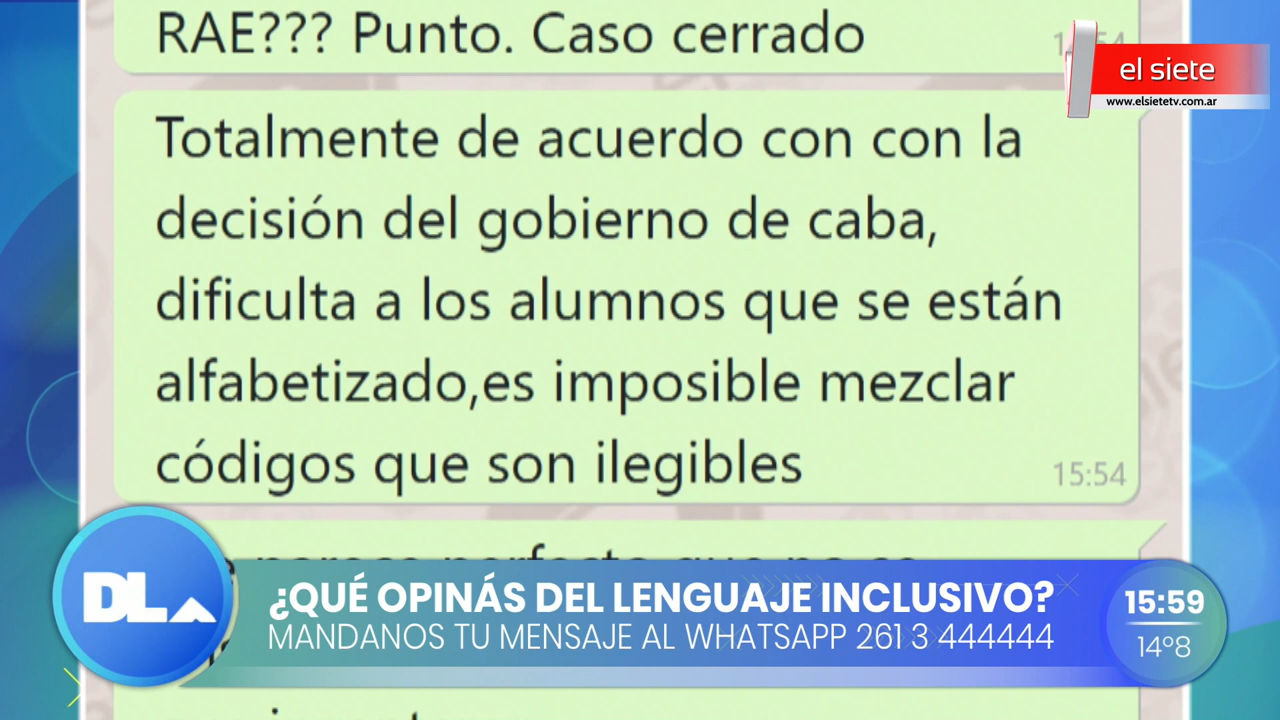 RAE??? Punto. Caso cerrado
el siete
www.elsietetv.com.ar
Totalmente de acuerdo con con la
decisión del gobierno de caba,
dificulta a los alumnos que se están
alfabetizado,es imposible mezclar
códigos que son ilegibles
15:54
DL
¿QUÉ OPINÁS DEL LENGUAJE INCLUSIVO?
MANDANOS TU MENSAJE AL WHATSAPP 261 3 444444
15:59
14º8